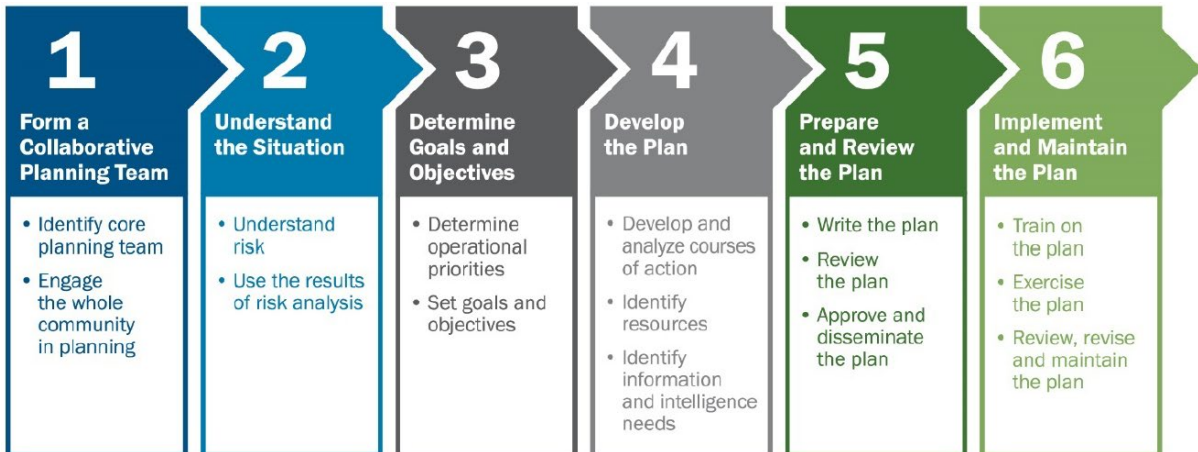 1
Form a
Collaborative
Planning Team
• Identify core
planning team
• Engage
the whole
community
in planning
2
Understand
the Situation
• Understand
risk
• Use the results
of risk analysis
3
Determine
Goals and
Objectives
• Determine
operational
priorities
• Set goals and
objectives
4
Develop
the Plan
• Develop and
analyze courses
of action
• Identify
resources
• Identify
information
and intelligence
needs
5
Prepare
and Review
the Plan
• Write the plan
• Review
the plan
• Approve and
disseminate
the plan
6
Implement
and Maintain
the Plan
• Train on
the plan
• Exercise
the plan
• Review, revise
and maintain
the plan